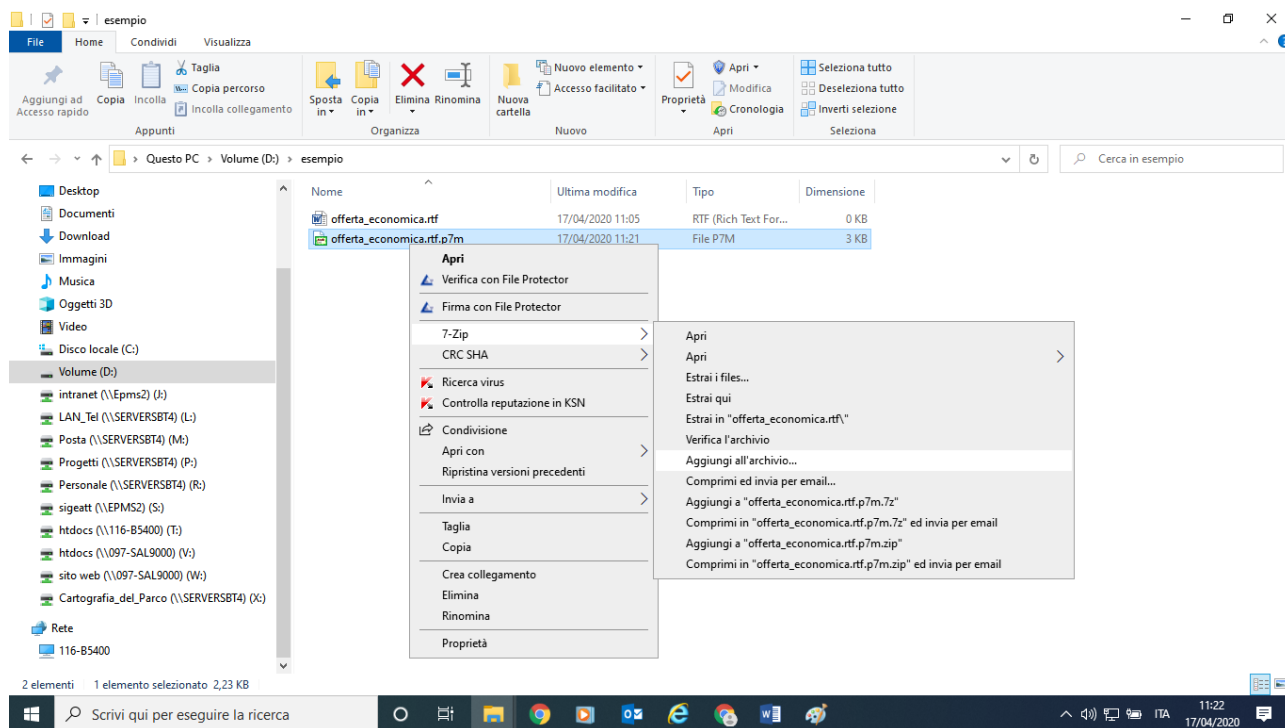 esempio
File Home Condividi Visualizza
Aggiungi ad Accesso rapido
Copia
Incolla
Taglia
Copia percorso
Incolla collegamento
Appunti
Sposta in
Copia in
Elimina
Rinomina
Organizza
Nuova cartella
Nuovo elemento
Accesso facilitato
Nuovo
Proprietà
Apri
Modifica
Cronologia
Apri
Seleziona tutto
Deseleziona tutto
Inverti selezione
Seleziona
Questo PC > Volume (D:) > esempio
Cerca in esempio
Desktop
Documenti
Download
Immagini
Musica
Oggetti 3D
Video
Disco locale (C:)
Volume (D:)
intranet (\\Epms2) (I:)
LAN_Tel (\\SERVERSBT4) (L:)
Posta (\\SERVERSBT4) (M:)
Progetti (\\SERVERSBT4) (P:)
Personale (\\SERVERSBT4) (R:)
sigeatt (\\EPMS2) (S:)
htdocs (\\116-B5400) (T:)
htdocs (\\097-SAL9000) (V:)
sito web (\\097-SAL9000) (W:)
Cartografia_del_Parco (\\SERVERSBT4) (X:)
Rete
116-B5400
Nome Ultima modifica Tipo Dimensione
offerta_economica.rtf 17/04/2020 11:05 RTF (Rich Text For... 0 KB
offerta_economica.rtf.p7m 17/04/2020 11:21 File P7M 3 KB
Apri
Verifica con File Protector
Firma con File Protector
7-Zip
CRC SHA
Ricerca virus
Controlla reputazione in KSN
Condivisione
Apri con
Ripristina versioni precedenti
Invia a
Taglia
Copia
Crea collegamento
Elimina
Rinomina
Proprietà
Apri
Apri
Estrai i files...
Estrai qui
Estrai in "offerta_economica.rtf\"
Verifica l'archivio
Aggiungi all'archivio...
Comprimi ed invia per email...
Aggiungi a "offerta_economica.rtf.p7m.7z"
Comprimi in "offerta_economica.rtf.p7m.7z" ed invia per email
Aggiungi a "offerta_economica.rtf.p7m.zip"
Comprimi in "offerta_economica.rtf.p7m.zip" ed invia per email
2 elementi 1 elemento selezionato 2,23 KB
Scrivi qui per eseguire la ricerca
ITA
11:22
17/04/2020